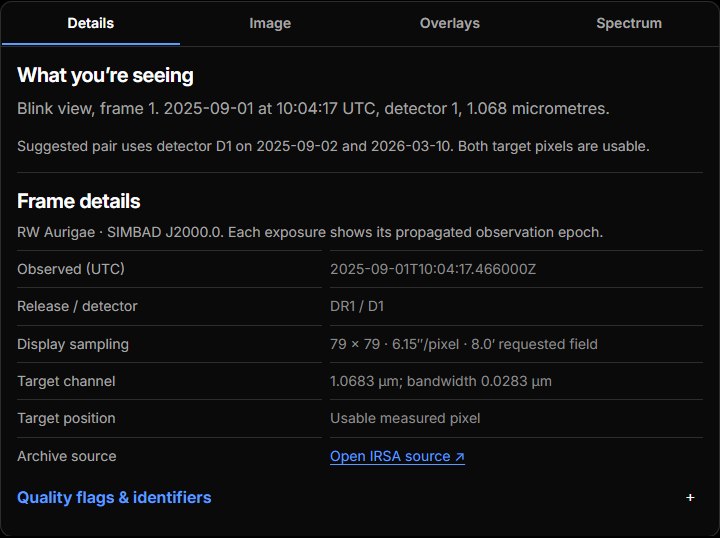 Details
Image
Overlays
Spectrum
What you’re seeing
Blink view, frame 1. 2025-09-01 at 10:04:17 UTC, detector 1, 1.068 micrometres.
Suggested pair uses detector D1 on 2025-09-02 and 2026-03-10. Both target pixels are usable.
Frame details
RW Aurigae · SIMBAD J2000.0. Each exposure shows its propagated observation epoch.
Observed (UTC) 2025-09-01T10:04:17.466000Z
Release / detector DR1 / D1
Display sampling 79 × 79 · 6.15″/pixel · 8.0′ requested field
Target channel 1.0683 µm; bandwidth 0.0283 µm
Target position Usable measured pixel
Archive source Open IRSA source ↗
Quality flags & identifiers +